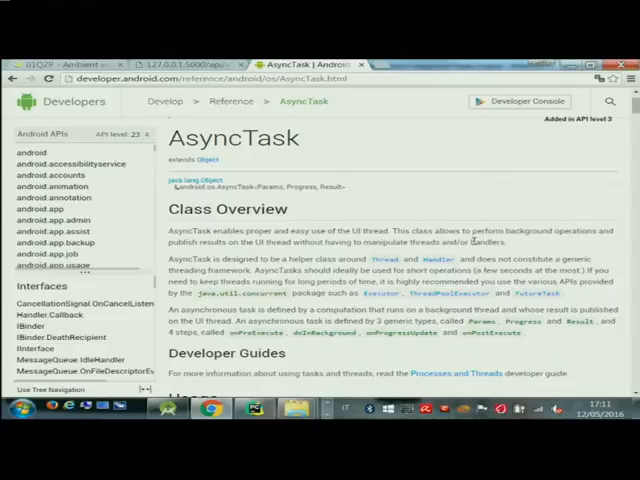 01QZP - Ambient
127.0.0.1:5000/api/
AsyncTask | Android
developer.android.com/reference/android/os/AsyncTask.html
Developers
Develop > Reference > AsyncTask
Developer Console
Android APIs
API level: 23
android
android.accessibilityservice
android.accounts
android.animation
android.annotation
android.app
android.app.admin
android.app.assist
android.app.backup
android.app.job
android.app.usage
Interfaces
CancellationSignal.OnCancelListen
Handler.Callback
IBinder
IBinder.DeathRecipient
IInterface
MessageQueue.IdleHandler
MessageQueue.OnFileDescriptorEv
Use Tree Navigation
Added in API level 3
AsyncTask
extends Object
java.lang.Object
android.os.AsyncTask<Params, Progress, Result>
Class Overview
AsyncTask enables proper and easy use of the UI thread. This class allows to perform background operations and
publish results on the UI thread without having to manipulate threads and/or handlers.
AsyncTask is designed to be a helper class around Thread and Handler and does not constitute a generic
threading framework. AsyncTasks should ideally be used for short operations (a few seconds at the most.) If you
need to keep threads running for long periods of time, it is highly recommended you use the various APIs provided
by the java.util.concurrent package such as Executor, ThreadPoolExecutor and FutureTask.
An asynchronous task is defined by a computation that runs on a background thread and whose result is published
on the UI thread. An asynchronous task is defined by 3 generic types, called Params, Progress and Result, and
4 steps, called onPreExecute, doInBackground, onProgressUpdate and onPostExecute.
Developer Guides
For more information about using tasks and threads, read the Processes and Threads developer guide.
IT
17:11
12/05/2016